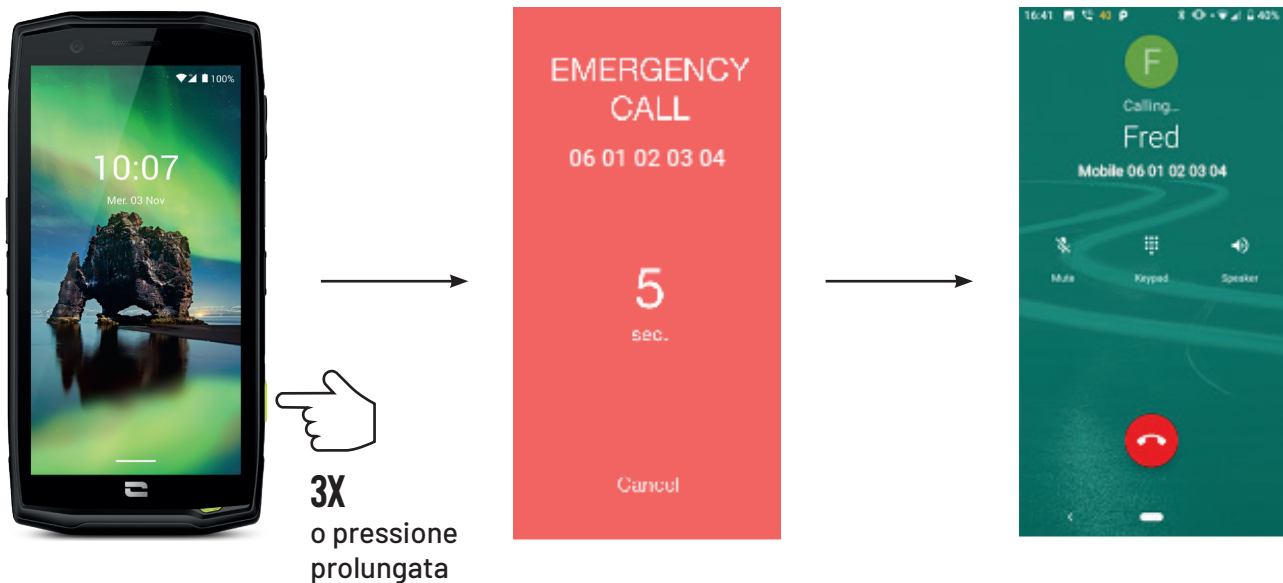 100%
10:07
Mer. 03 Nov
3X
o pressione
prolungata
EMERGENCY
CALL
06 01 02 03 04
5
sec.
Cancel
16:41 40 P 40%
F
Calling...
Fred
Mobile 06 01 02 03 04
Mute Keypad Speaker